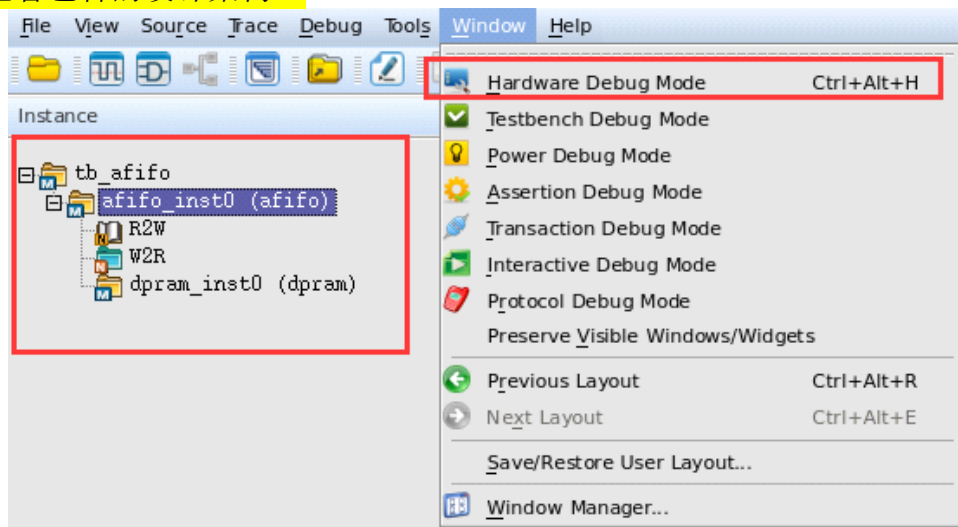 File View Source Trace Debug Tools Window Help
Instance
tb_afifo
afifo_inst0 (afifo)
R2W
W2R
dpram_inst0 (dpram)
Hardware Debug Mode Ctrl+Alt+H
Testbench Debug Mode
Power Debug Mode
Assertion Debug Mode
Transaction Debug Mode
Interactive Debug Mode
Protocol Debug Mode
Preserve Visible Windows/Widgets
Previous Layout Ctrl+Alt+R
Next Layout Ctrl+Alt+E
Save/Restore User Layout...
Window Manager...